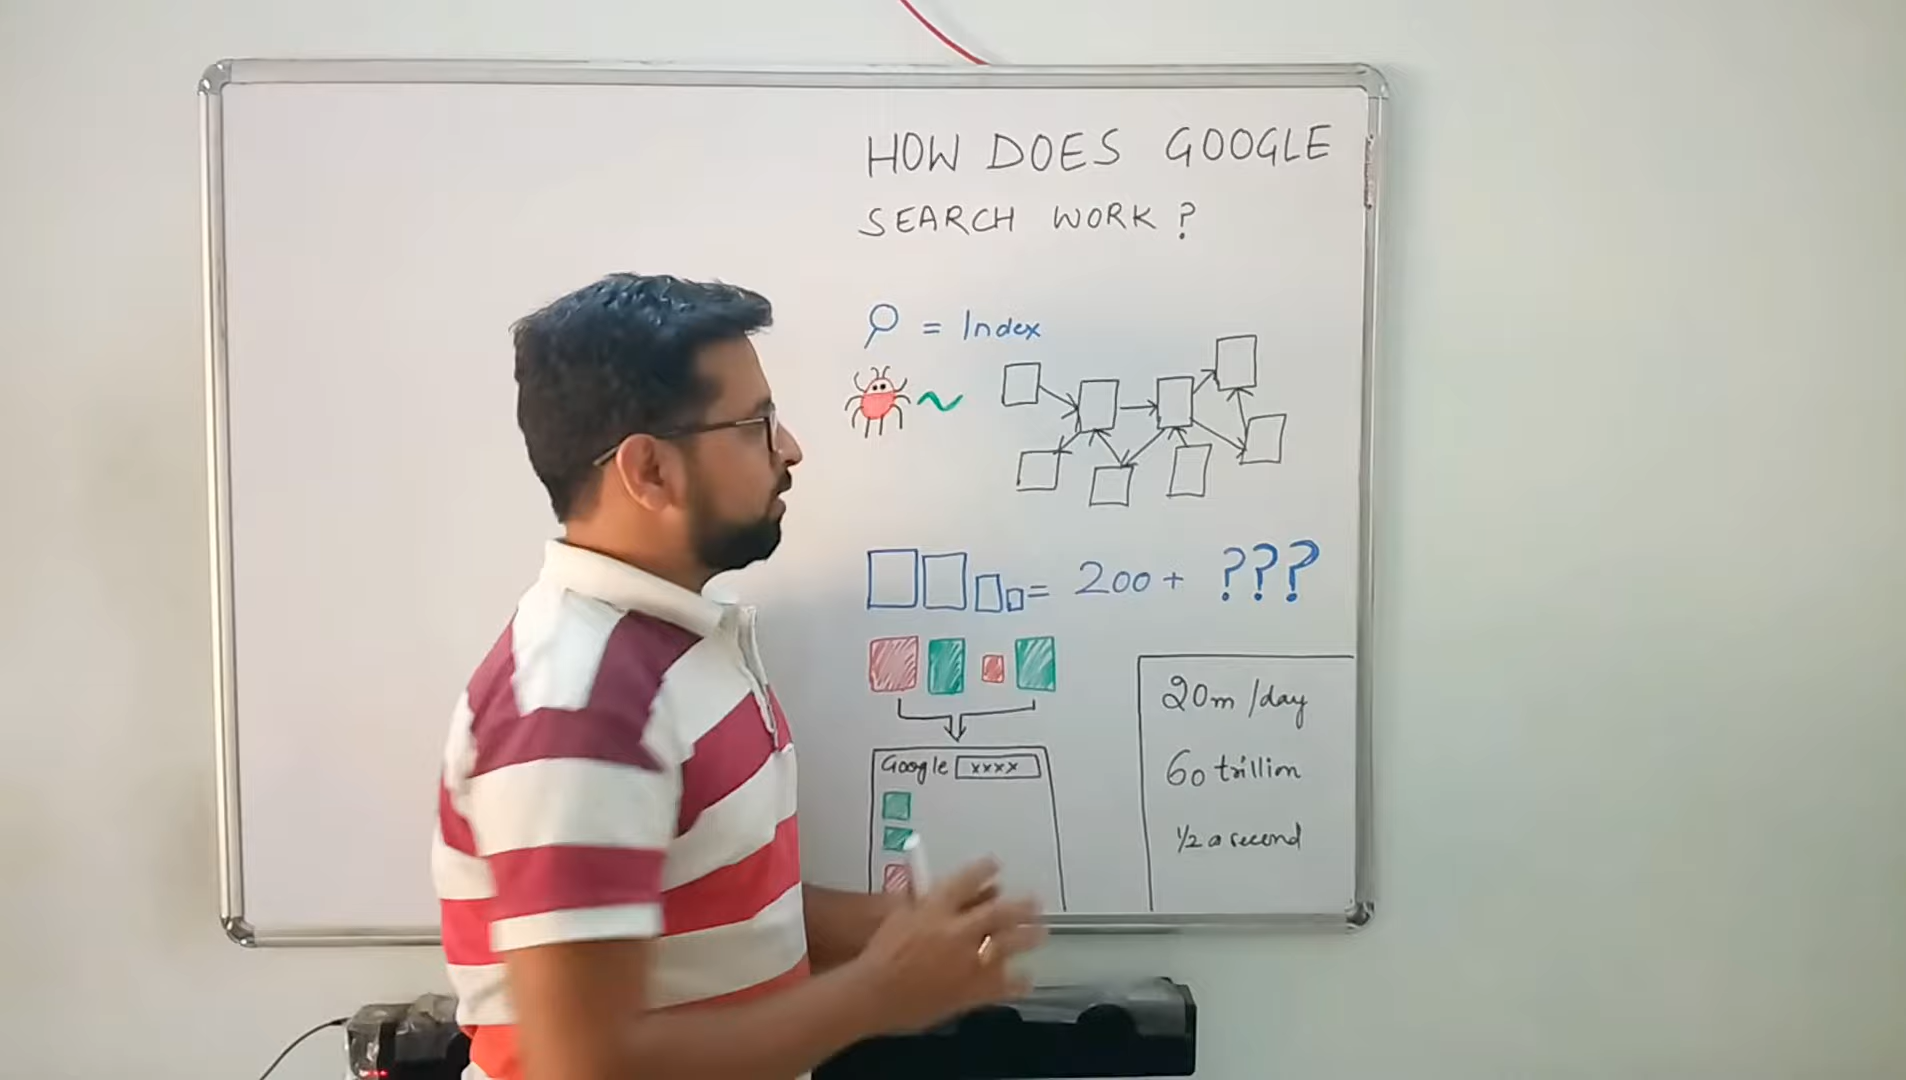 HOW DOES GOOGLE
SEARCH WORK?
= Index
= 200+ ???
Google xxxx
20m/day
60 trillion
1/2 a second